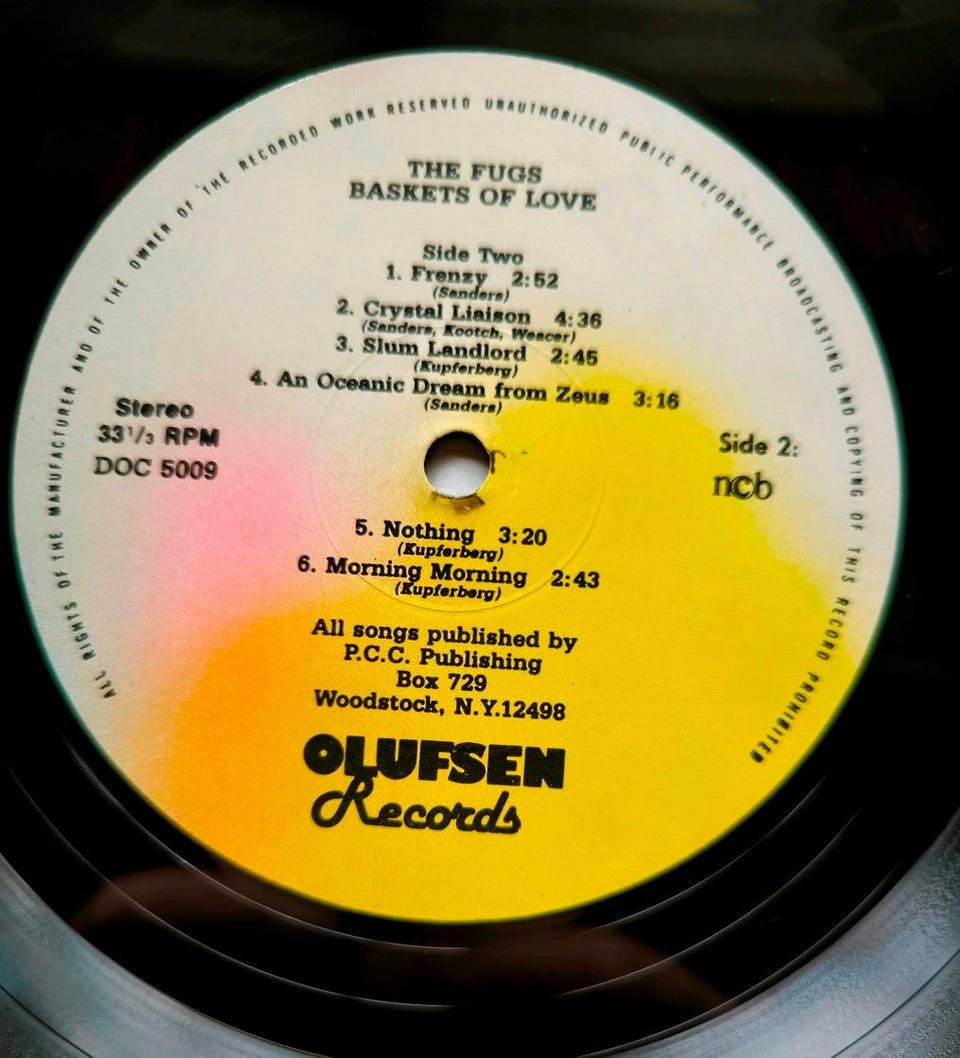 ALL RIGHTS OF THE MANUFACTURER AND OF THE OWNER OF THE RECORDED WORK RESERVED UNAUTHORIZED PUBLIC PERFORMANCE BROADCASTING AND COPYING OF THIS RECORD PROHIBITED
THE FUGS
BASKETS OF LOVE
Side Two
1. Frenzy 2:52
(Sanders)
2. Crystal Liaison 4:36
(Sanders, Kootch, Weacer)
3. Slum Landlord 2:45
(Kupferberg)
4. An Oceanic Dream from Zeus 3:16
(Sanders)
Stereo
33 1/3 RPM
DOC 5009
Side 2:
ncb
5. Nothing 3:20
(Kupferberg)
6. Morning Morning 2:43
(Kupferberg)
All songs published by
P.C.C. Publishing
Box 729
Woodstock, N.Y.12498
OLUFSEN
Records